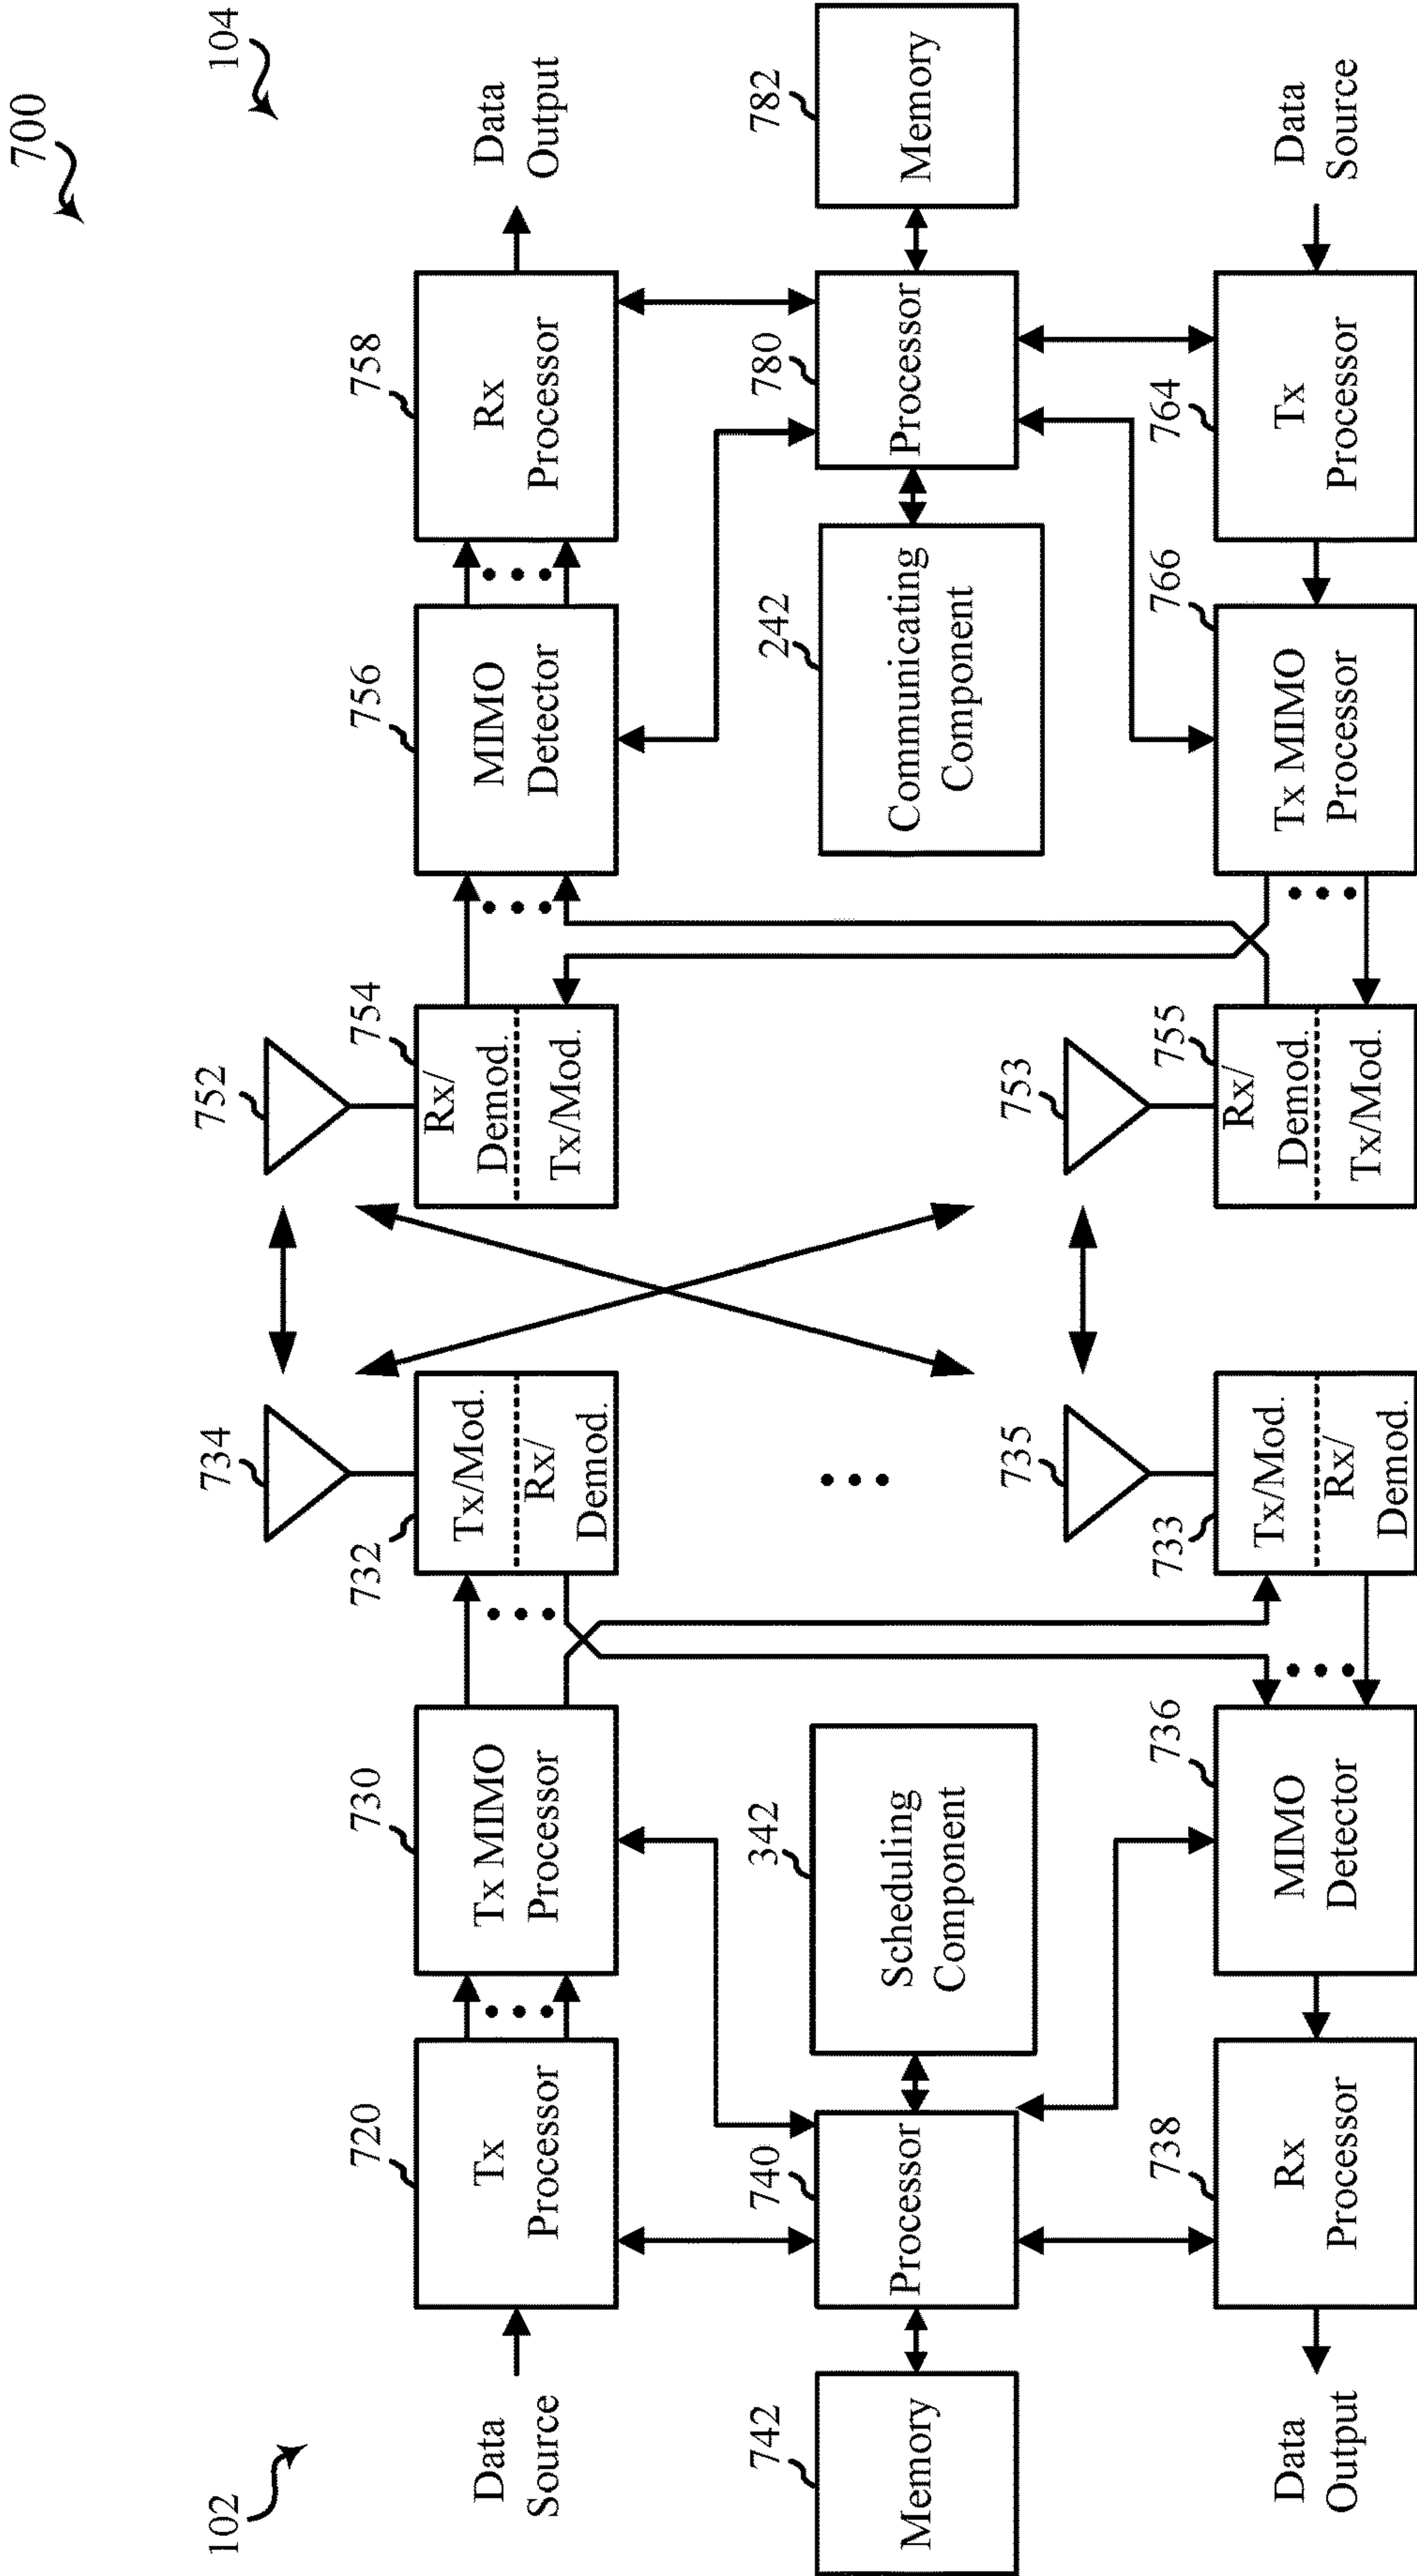 700
102
104
734
752
Data
Source
720
Tx
Processor
730
Tx MIMO
Processor
732
Tx/Mod.
Rx/
Demod.
754
Rx/
Demod.
Tx/Mod.
756
MIMO
Detector
758
Rx
Processor
Data
Output
742
Memory
740
Processor
342
Scheduling
Component
242
Communicating
Component
780
Processor
782
Memory
735
753
Data
Output
738
Rx
Processor
736
MIMO
Detector
733
Tx/Mod.
Rx/
Demod.
755
Rx/
Demod.
Tx/Mod.
766
Tx MIMO
Processor
764
Tx
Processor
Data
Source